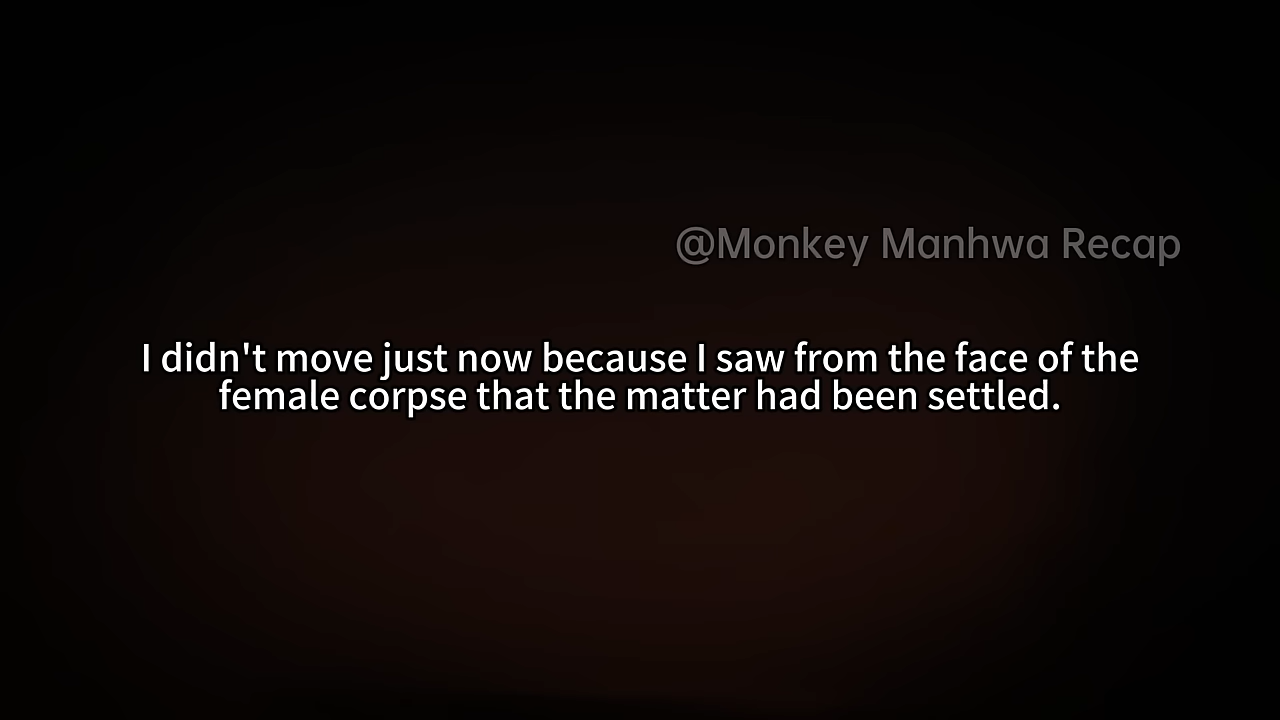 @Monkey Manhwa Recap
I didn't move just now because I saw from the face of the
female corpse that the matter had been settled.